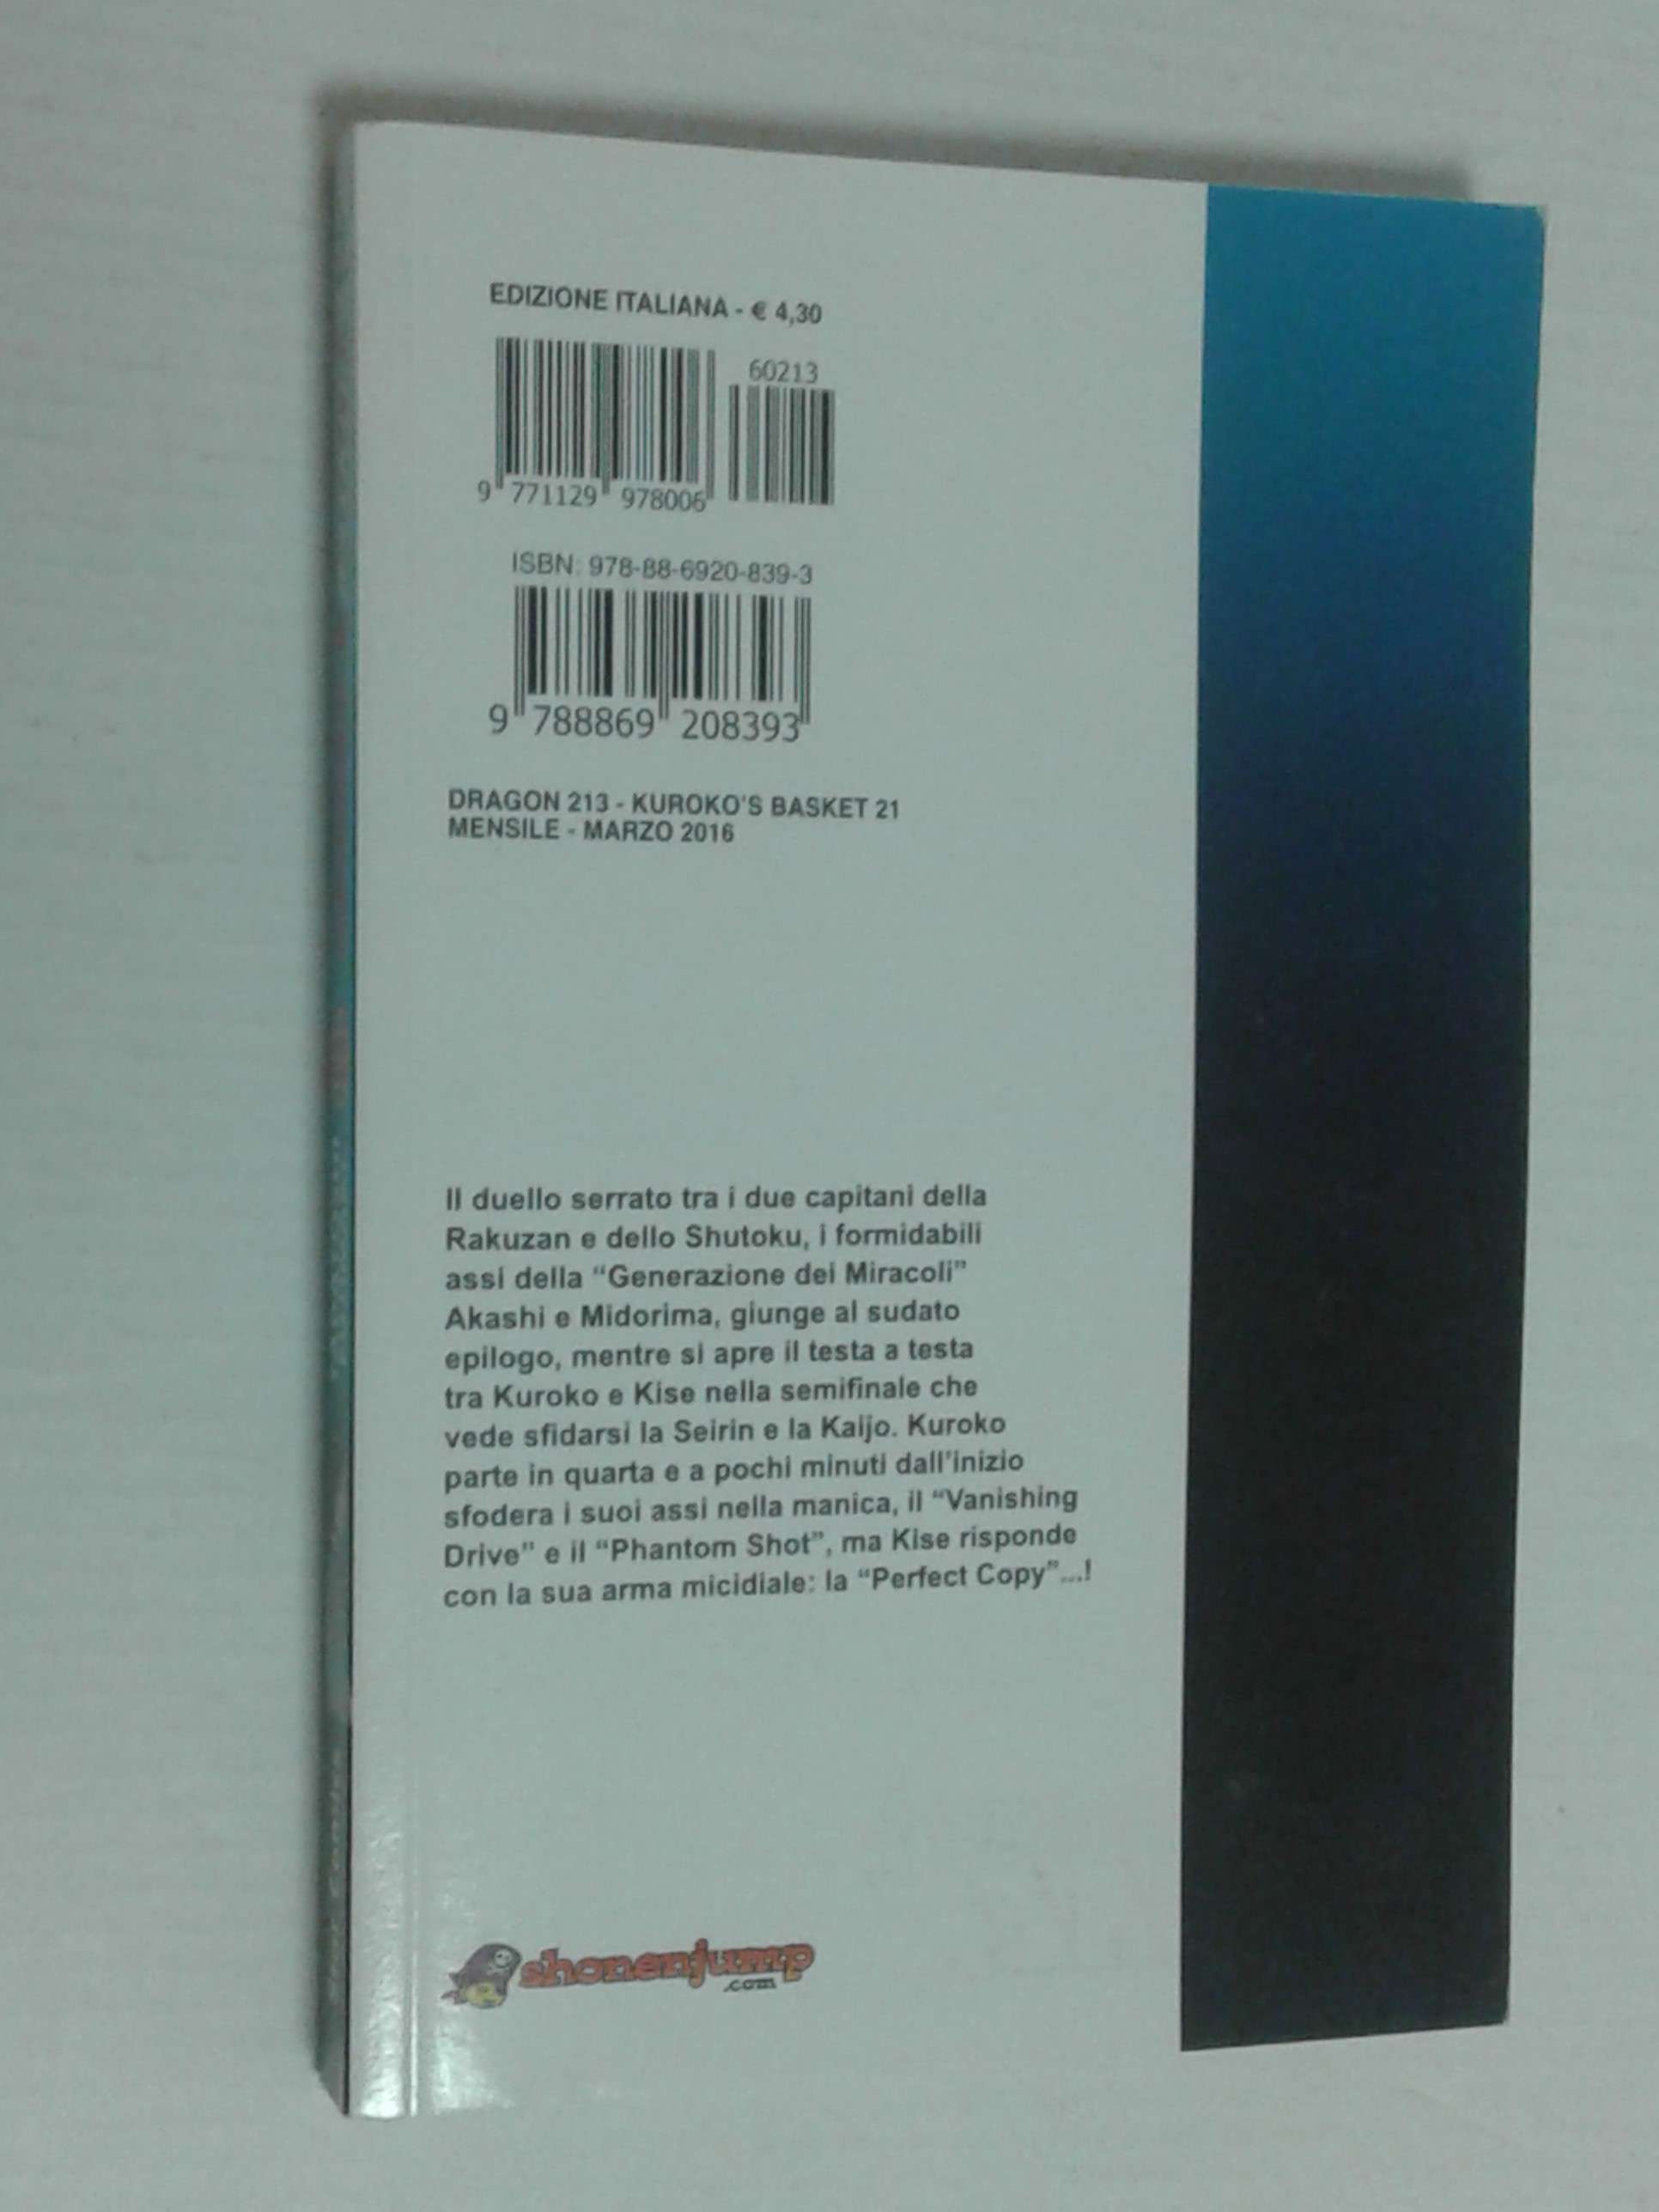 EDIZIONE ITALIANA - € 4,30
60213
9 771129 978006
ISBN: 978-88-6920-839-3
9 788869 208393
DRAGON 213 - KUROKO'S BASKET 21
MENSILE - MARZO 2016
Il duello serrato tra i due capitani della
Rakuzan e dello Shutoku, i formidabili
assi della “Generazione dei Miracoli”
Akashi e Midorima, giunge al sudato
epilogo, mentre si apre il testa a testa
tra Kuroko e Kise nella semifinale che
vede sfidarsi la Seirin e la Kaijo. Kuroko
parte in quarta e a pochi minuti dall'inizio
sfodera i suoi assi nella manica, il “Vanishing
Drive” e il “Phantom Shot”, ma Kise risponde
con la sua arma micidiale: la “Perfect Copy”...!
shonenjump
.com